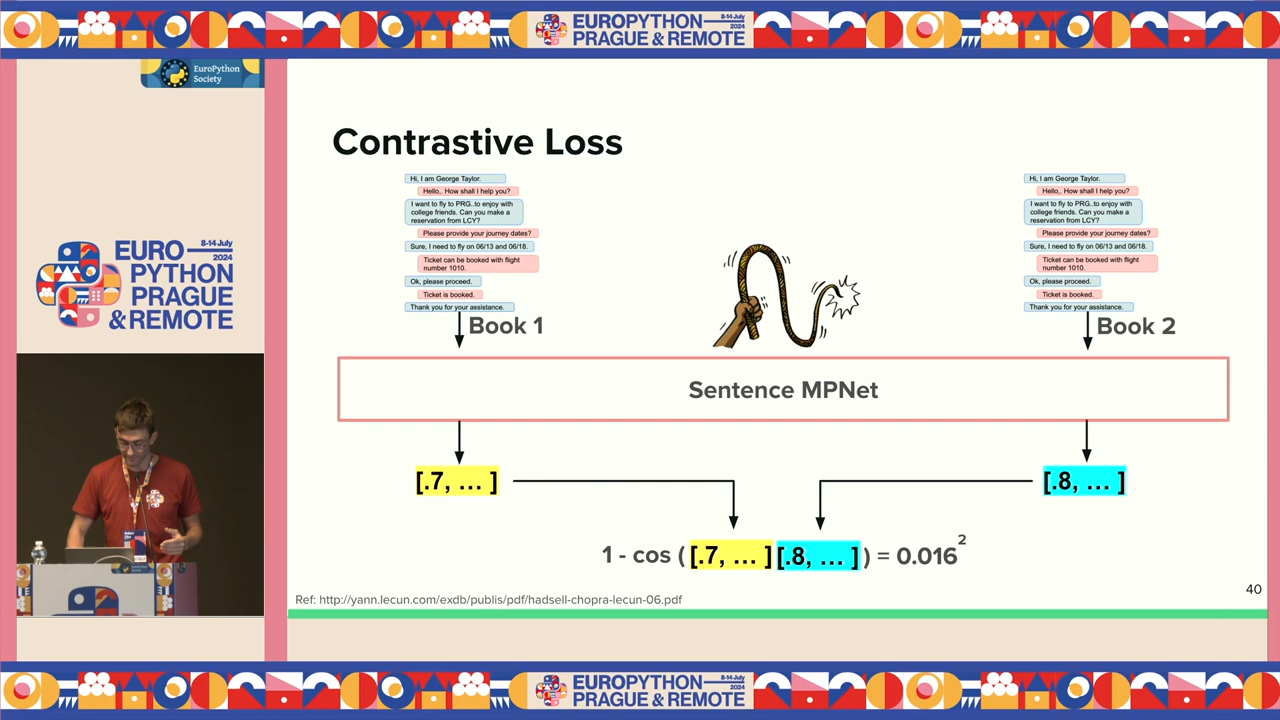 EUROPYTHON
PRAGUE & REMOTE
8-14 July
2024
EuroPython
Society
EURO
PYTHON
PRAGUE
& REMOTE
8-14 July
2024
Contrastive Loss
Hi, I am George Taylor.
Hello,. How shall I help you?
I want to fly to PRG..to enjoy with
college friends. Can you make a
reservation from LCY?
Please provide your journey dates?
Sure, I need to fly on 06/13 and 06/18.
Ticket can be booked with flight
number 1010.
Ok, please proceed.
Ticket is booked.
Thank you for your assistance.
Book 1
Hi, I am George Taylor.
Hello,. How shall I help you?
I want to fly to PRG..to enjoy with
college friends. Can you make a
reservation from LCY?
Please provide your journey dates?
Sure, I need to fly on 06/13 and 06/18.
Ticket can be booked with flight
number 1010.
Ok, please proceed.
Ticket is booked.
Thank you for your assistance.
Book 2
Sentence MPNet
[.7, ... ]
[.8, ... ]
1 - cos ( [.7, ... ] [.8, ... ] ) = 0.016²
Ref: http://yann.lecun.com/exdb/publis/pdf/hadsell-chopra-lecun-06.pdf
40
EUROPYTHON
PRAGUE & REMOTE
8-14 July
2024